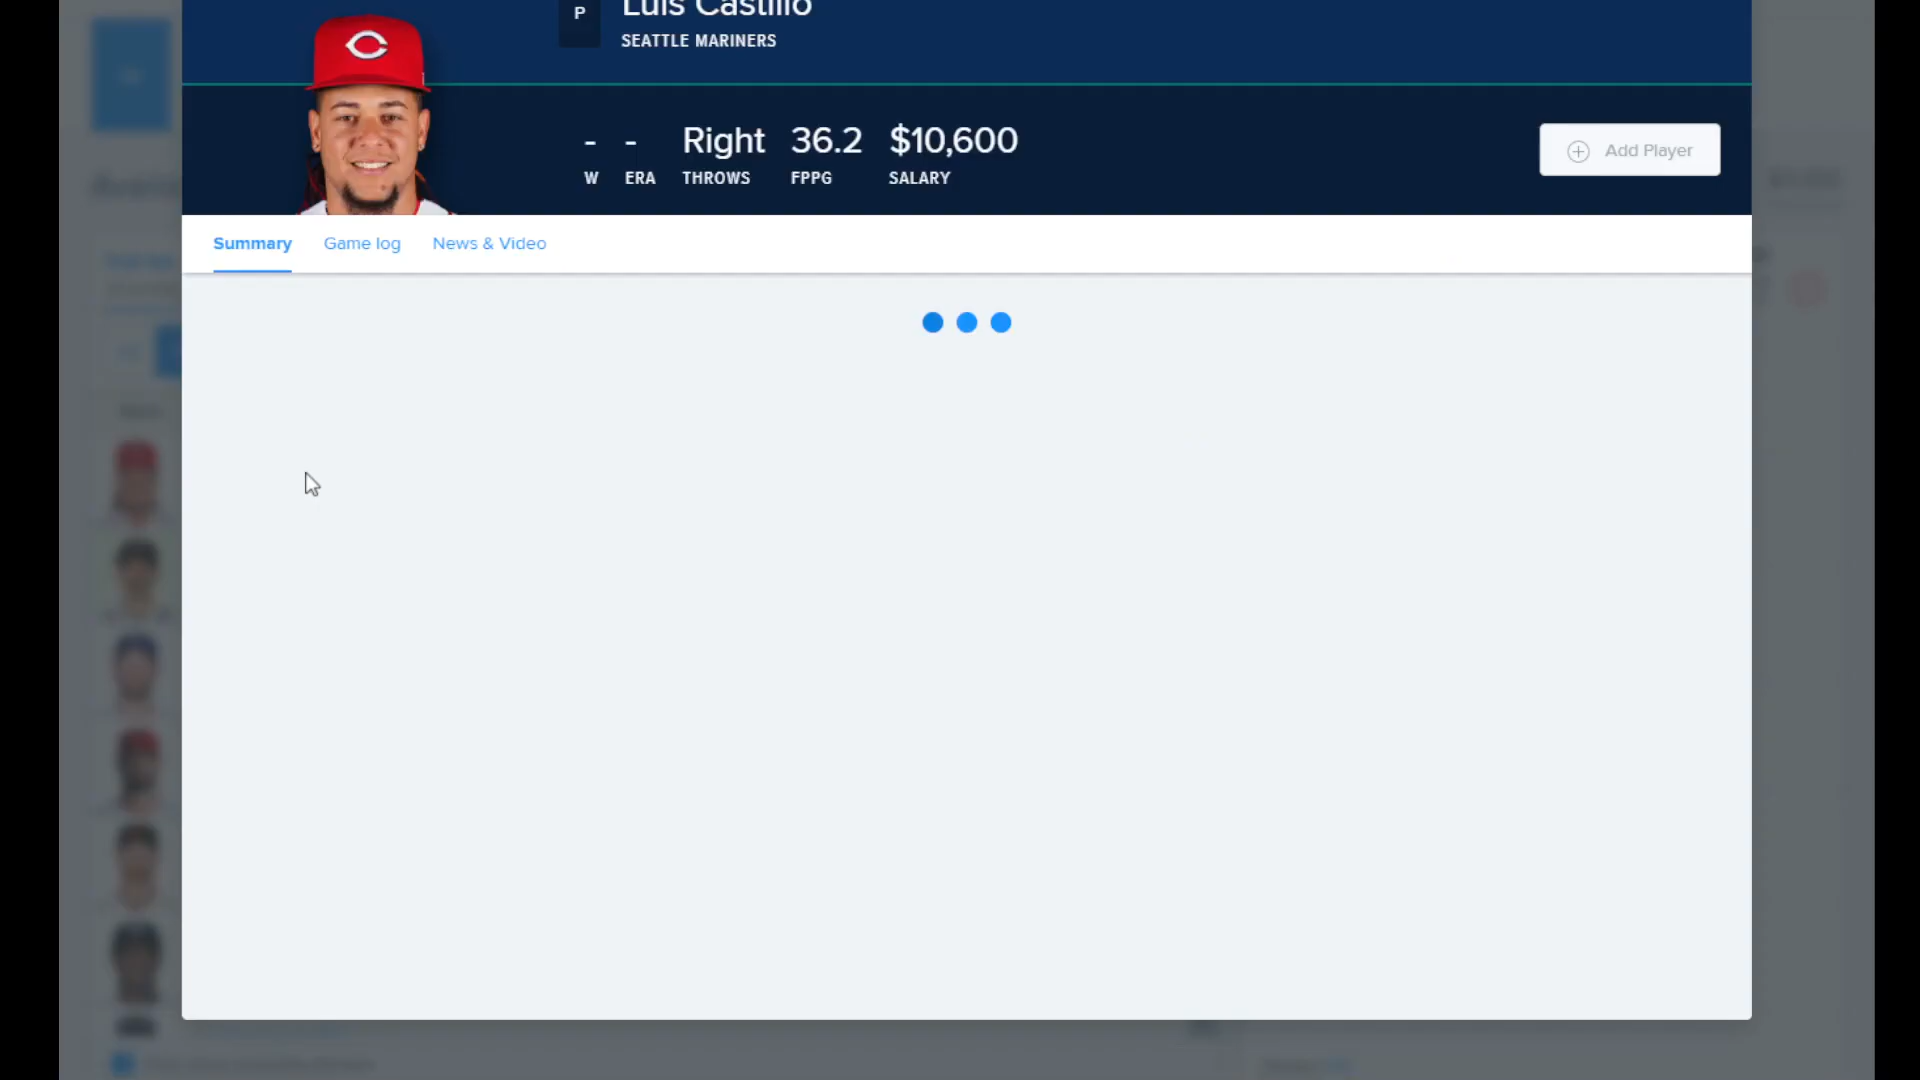 P
Luis Castillo
SEATTLE MARINERS
- - Right 36.2 $10,600
W ERA THROWS FPPG SALARY
Add Player
Summary Game log News & Video